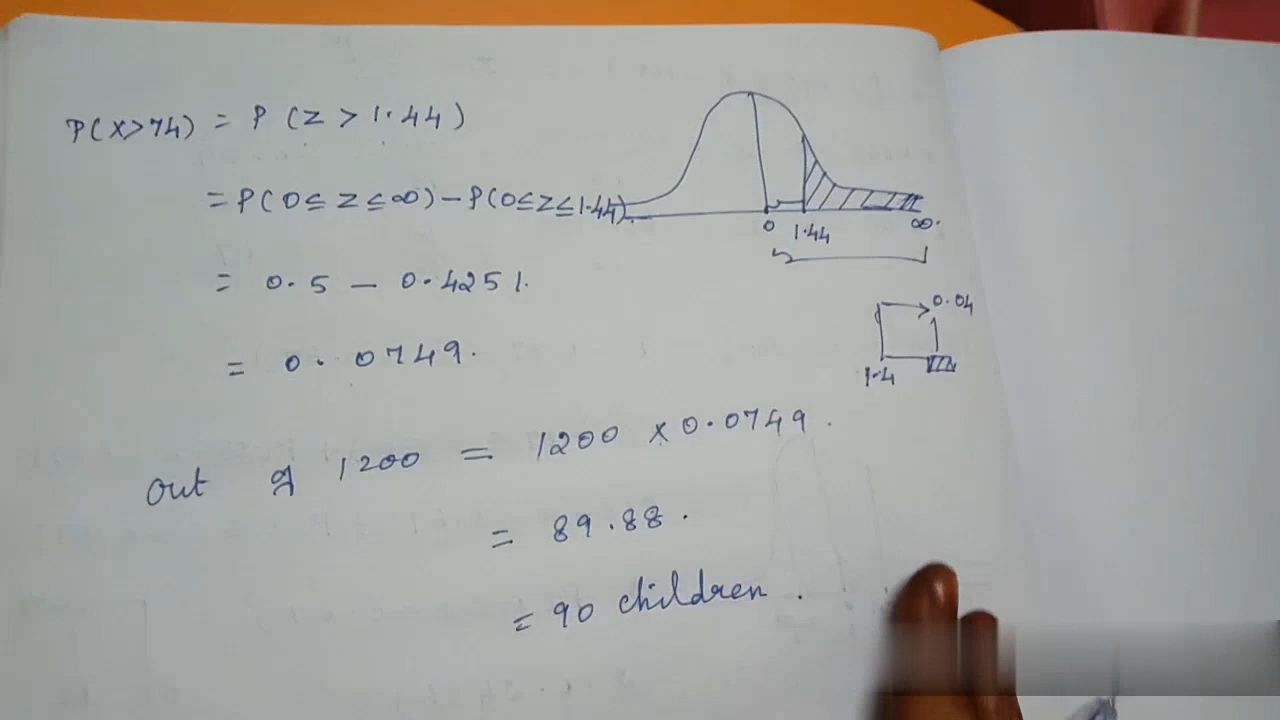 P(X>74) = P(Z > 1.44)
= P(0 ≤ Z ≤ ∞) - P(0 ≤ Z ≤ 1.44)
0 1.44 ∞.
= 0.5 - 0.4251.
0.04
= 0.0749.
1.4
Out of 1200 = 1200 × 0.0749.
= 89.88.
= 90 children.